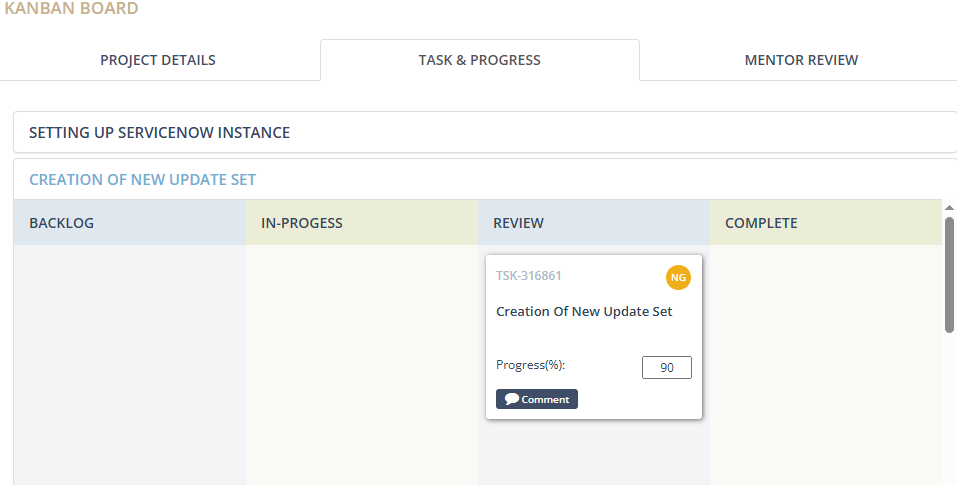 KANBAN BOARD
PROJECT DETAILS
TASK & PROGRESS
MENTOR REVIEW
SETTING UP SERVICENOW INSTANCE
CREATION OF NEW UPDATE SET
BACKLOG
IN-PROGESS
REVIEW
COMPLETE
TSK-316861
NG
Creation Of New Update Set
Progress(%):
90
Comment